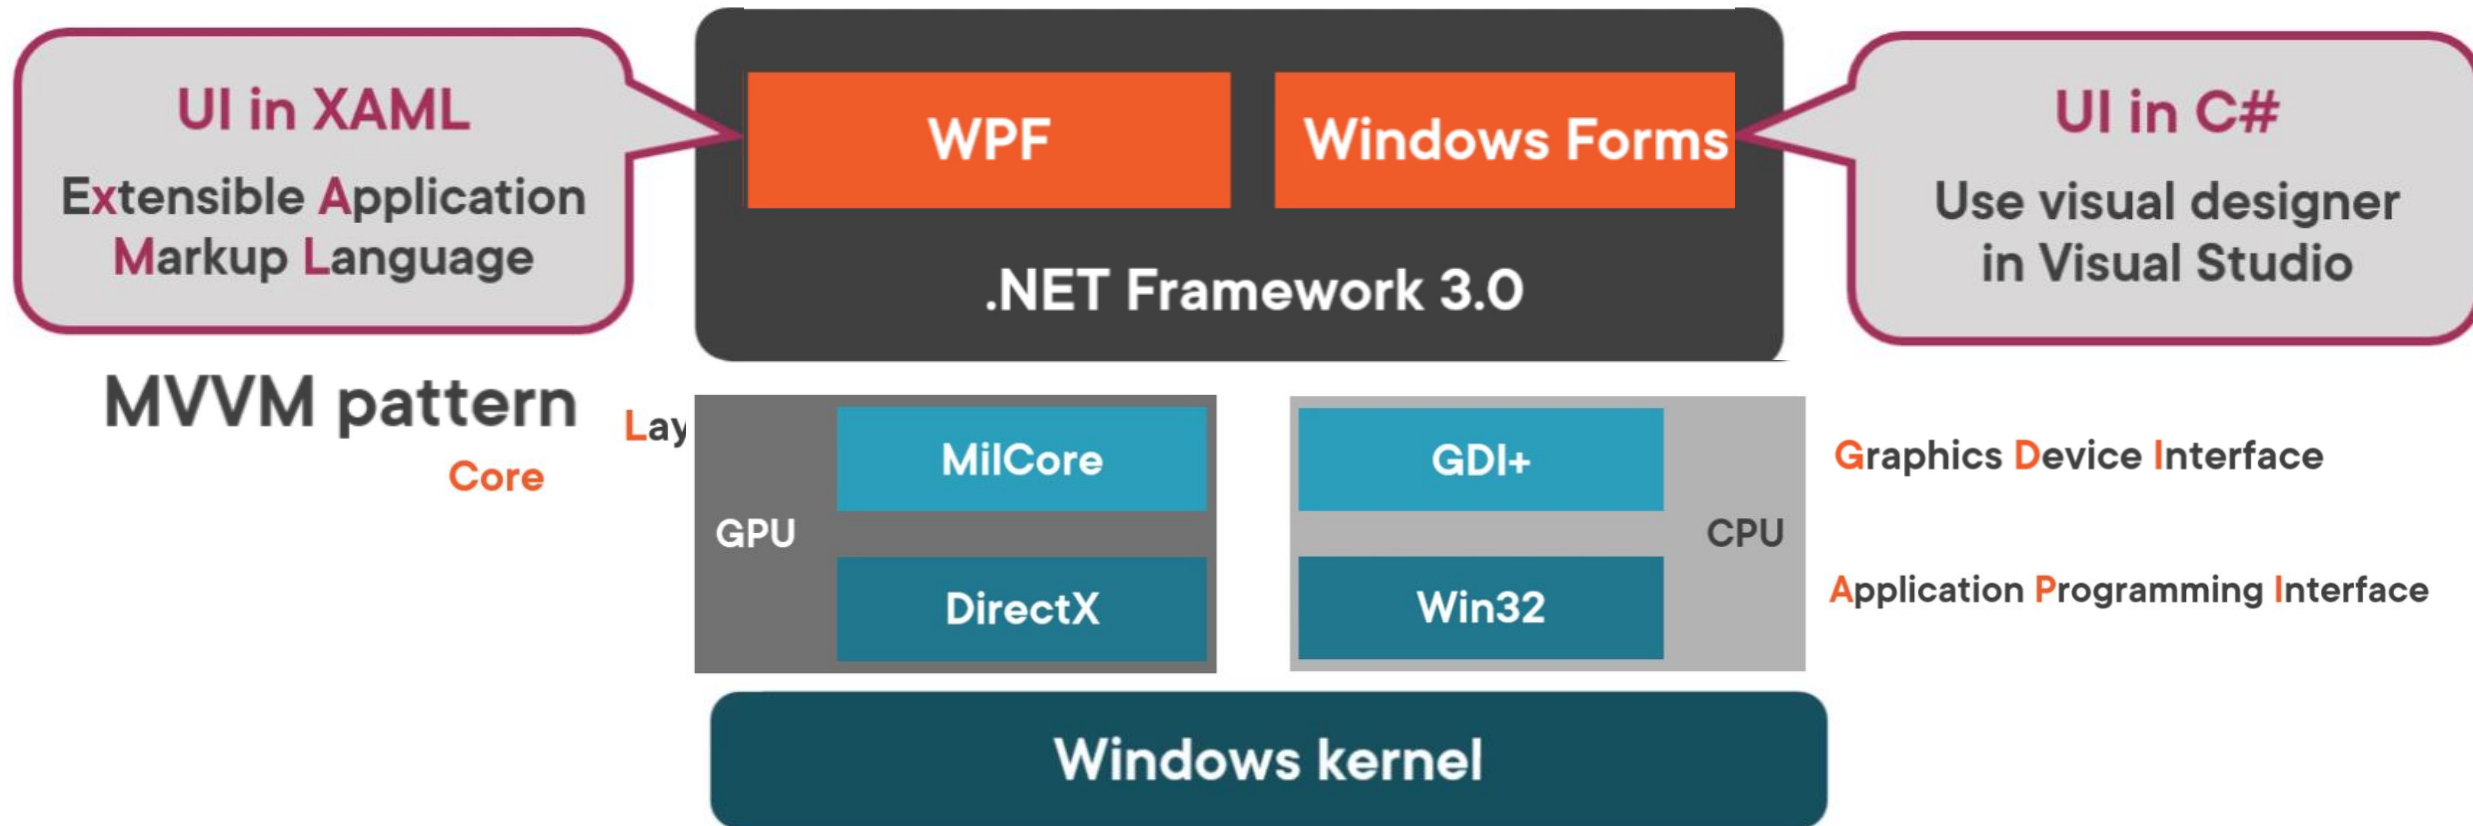 UI in XAML
Extensible Application
Markup Language
WPF
Windows Forms
.NET Framework 3.0
UI in C#
Use visual designer
in Visual Studio
MVVM pattern
Lay
Core
GPU
MilCore
DirectX
GDI+
Win32
CPU
Graphics Device Interface
Application Programming Interface
Windows kernel